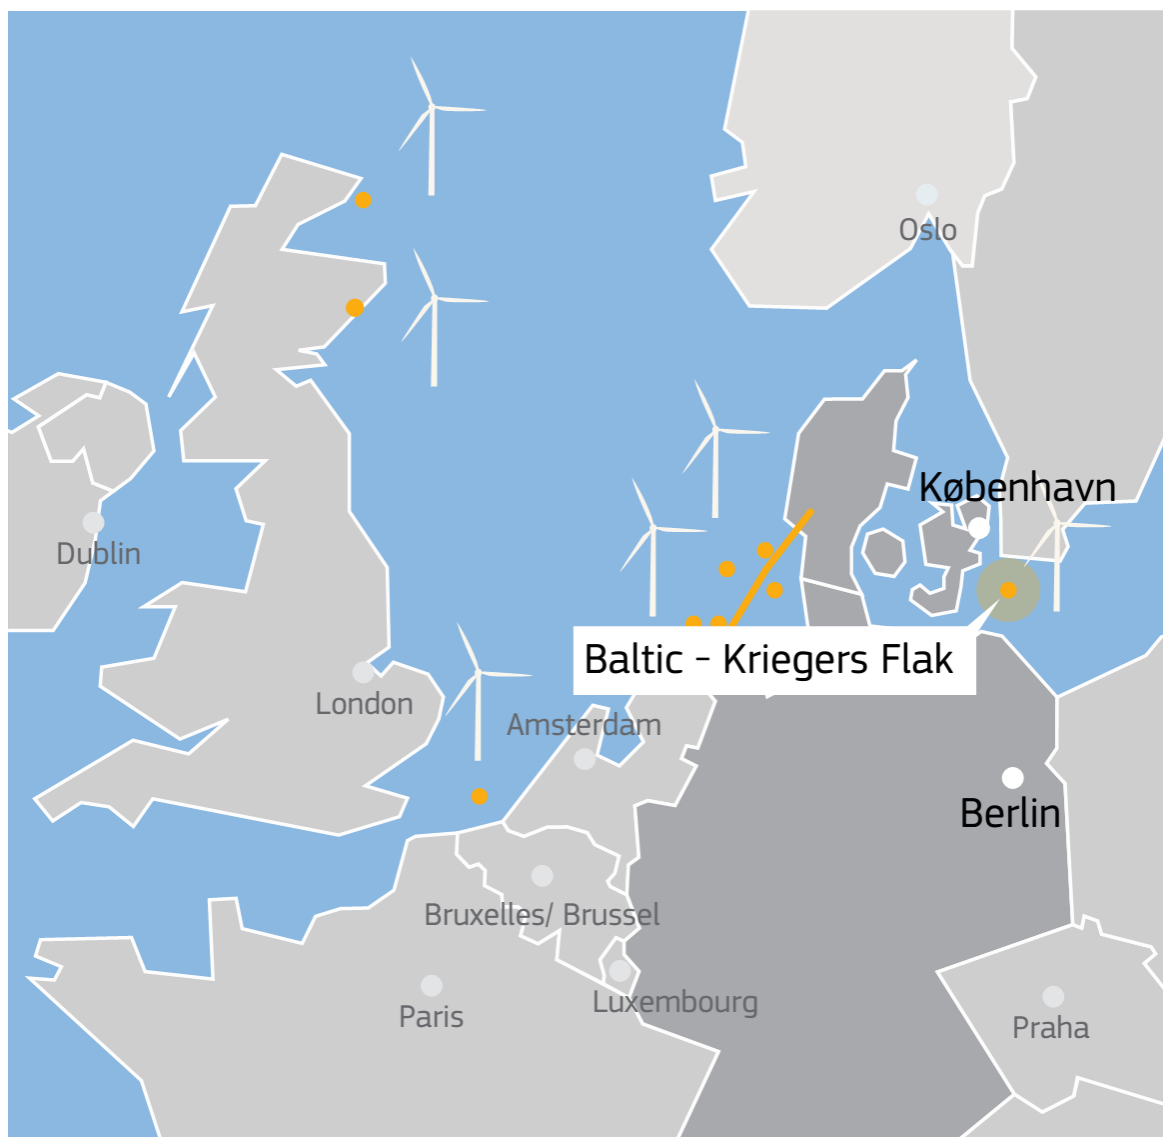 Oslo
København
Dublin
Baltic - Kriegers Flak
London
Amsterdam
Berlin
Bruxelles/ Brussel
Luxembourg
Paris
Praha